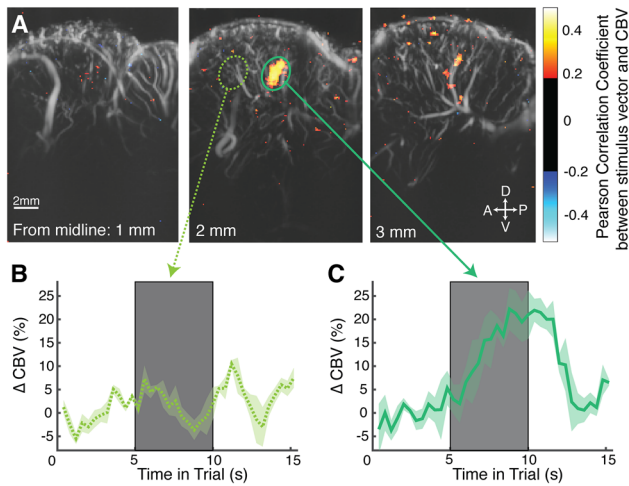 A
2mm
From midline: 1 mm
2 mm
3 mm
D
A
P
V
0.4
0.2
0
-0.2
-0.4
Pearson Correlation Coefficient
between stimulus vector and CBV
B
Δ CBV (%)
25
20
15
10
5
0
-5
0
5
10
15
Time in Trial (s)
C
Δ CBV (%)
25
20
15
10
5
0
-5
0
5
10
15
Time in Trial (s)